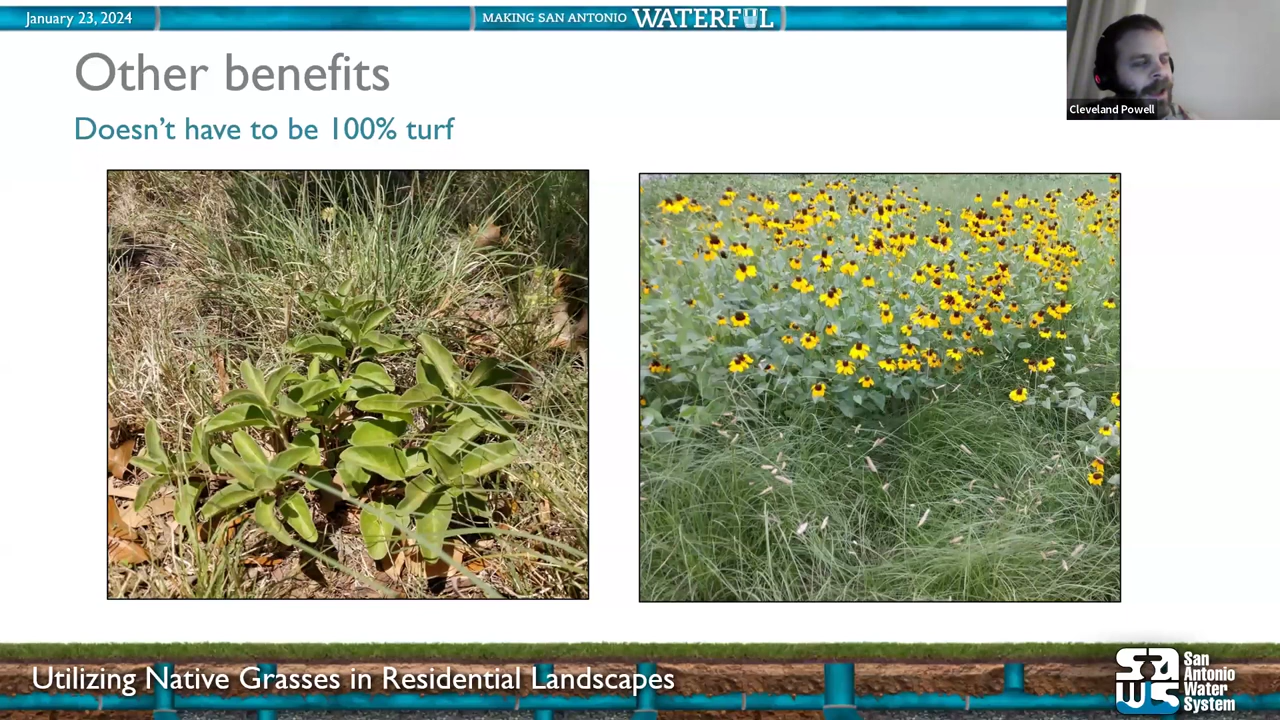 January 23, 2024
MAKING SAN ANTONIO WATERFUL
Other benefits
Doesn't have to be 100% turf
Cleveland Powell
Utilizing Native Grasses in Residential Landscapes
SAWS
San
Antonio
Water
System